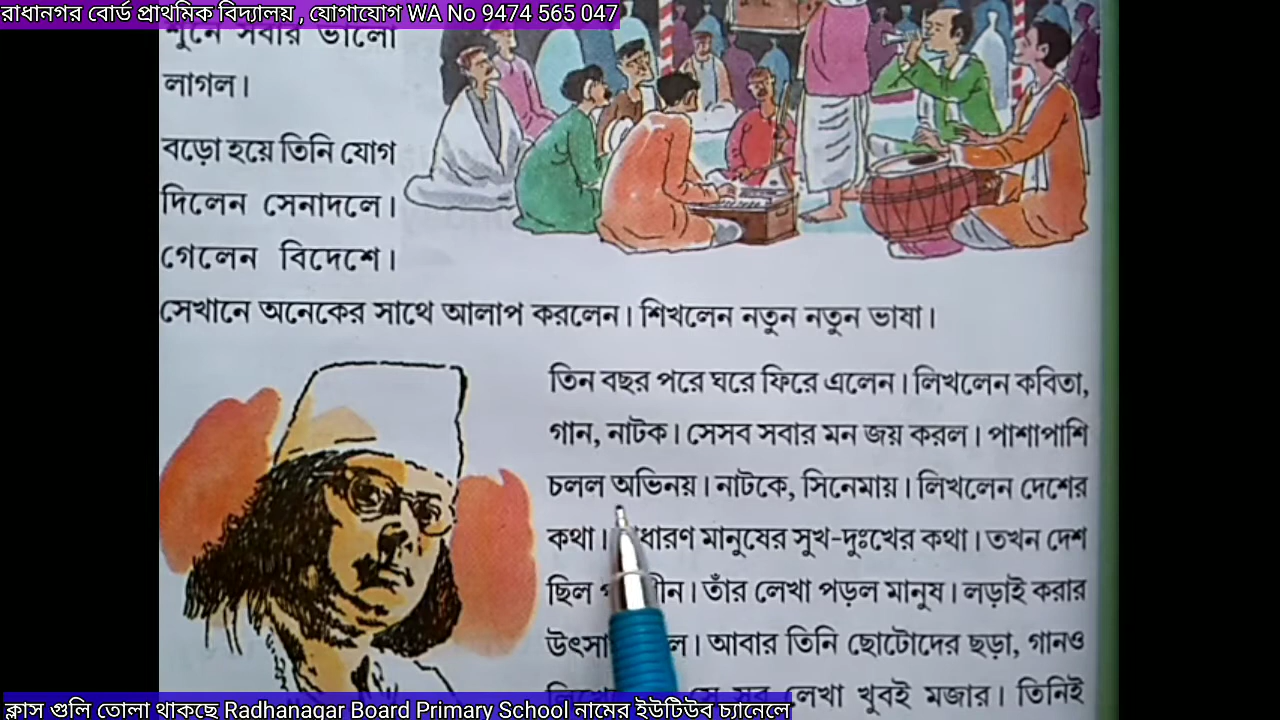 রাধানগর বোর্ড প্রাথমিক বিদ্যালয় , যোগাযোগ WA No 9474 565 047
শুনে সবার ভালো
লাগল।
বড়ো হয়ে তিনি যোগ
দিলেন সেনাদলে।
গেলেন বিদেশে।
সেখানে অনেকের সাথে আলাপ করলেন। শিখলেন নতুন নতুন ভাষা।
তিন বছর পরে ঘরে ফিরে এলেন। লিখলেন কবিতা,
গান, নাটক। সেসব সবার মন জয় করল। পাশাপাশি
চলল অভিনয়। নাটকে, সিনেমায়। লিখলেন দেশের
কথা। মানুষের সুখ-দুঃখের কথা। তখন দেশ
ছিল তাঁর লেখা পড়ল মানুষ। লড়াই করার
আবার তিনি ছোটোদের ছড়া, গানও
সে সব লেখা খুবই মজার। তিনিই
ক্লাস গুলি তোলা থাকছে Radhanagar Board Primary School নামের ইউটিউব চ্যানেলে